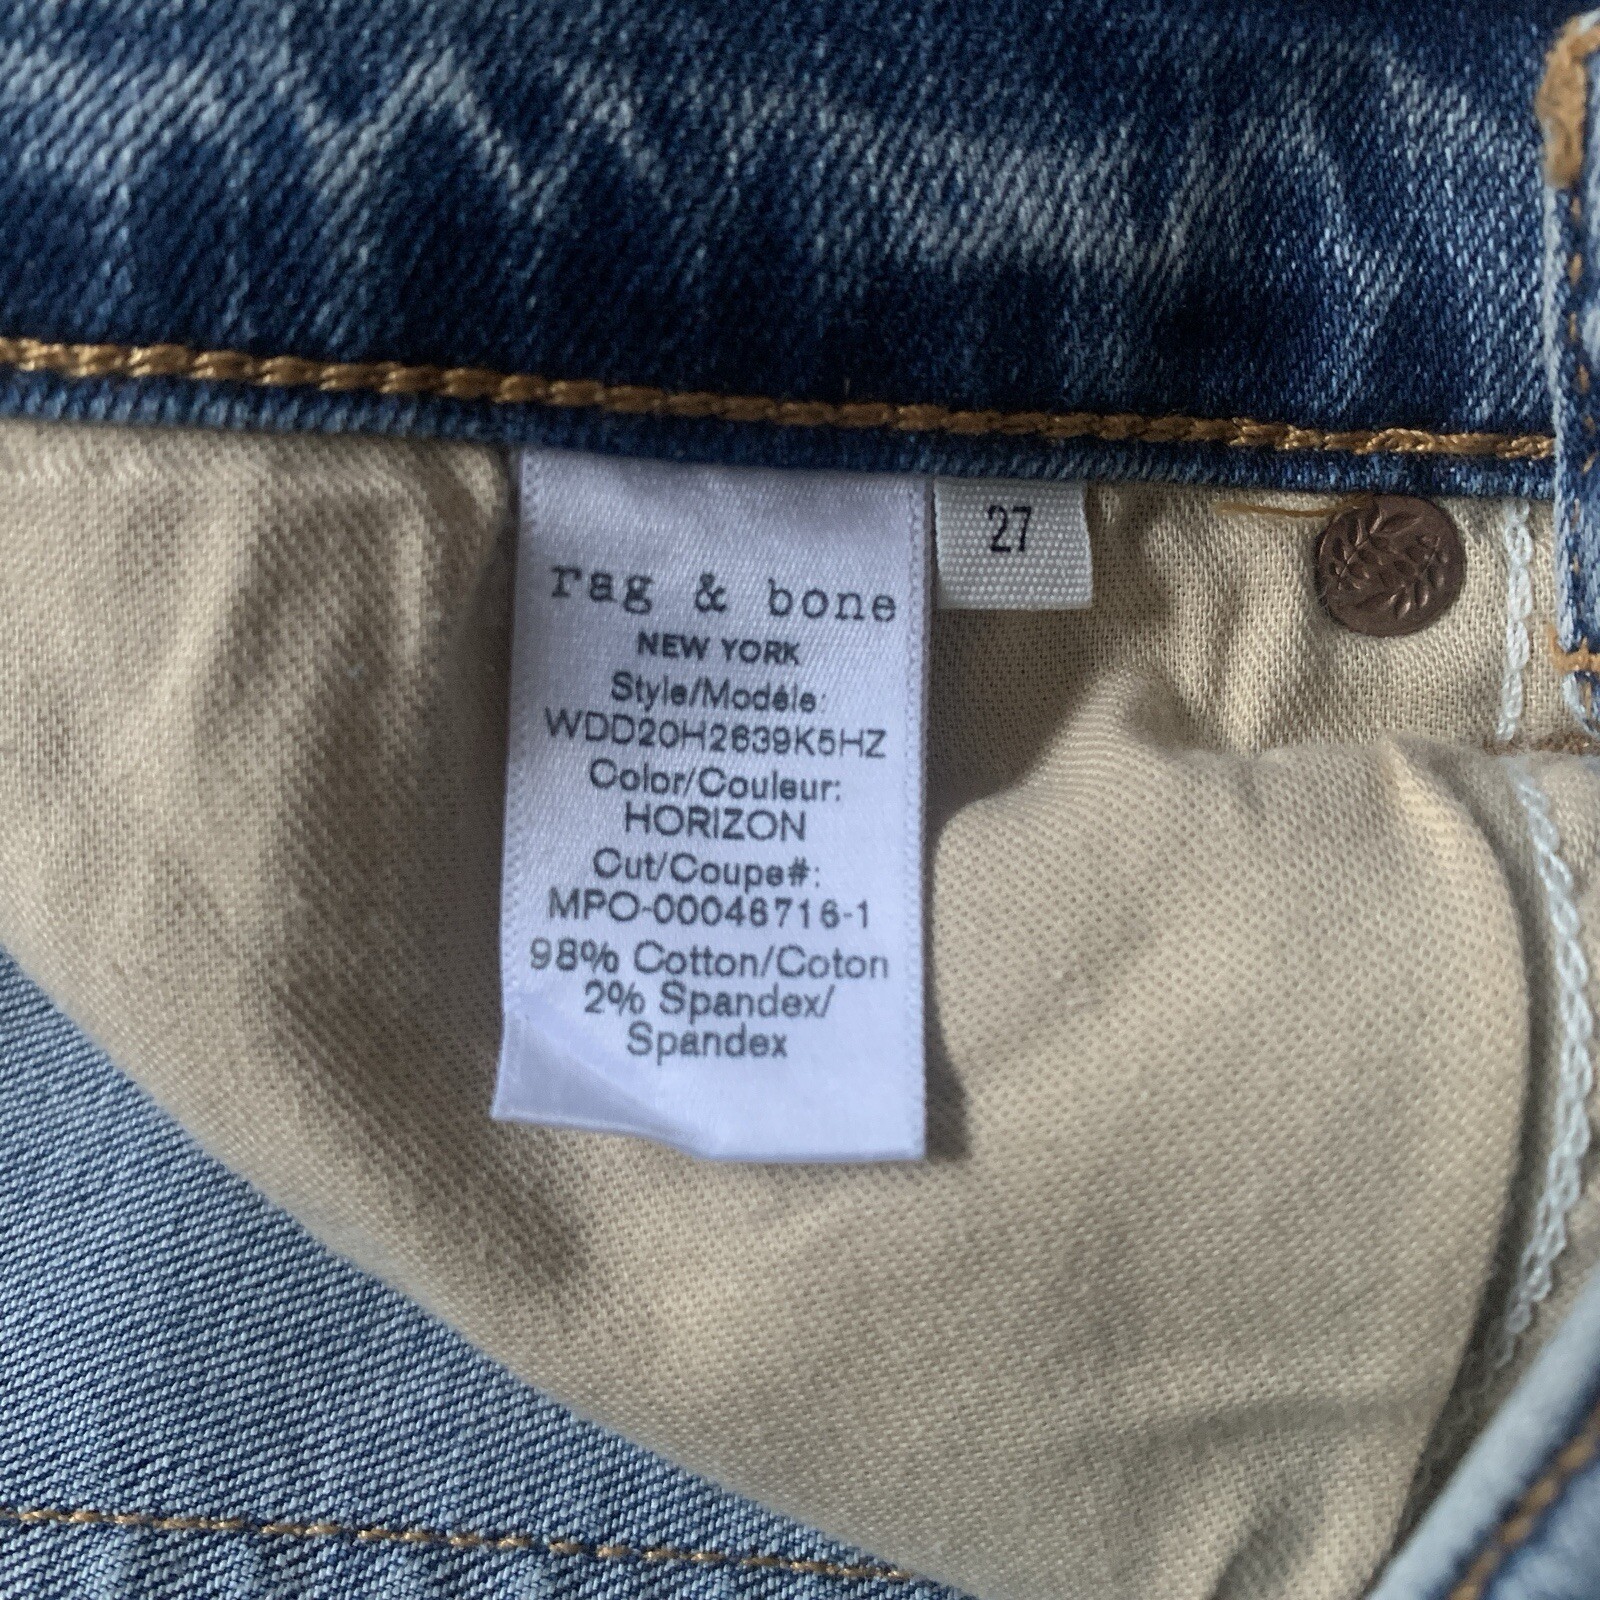 rag & bone
NEW YORK
Style/Modéle:
WDD20H2639K5HZ
Color/Couleur:
HORIZON
Cut/Coupe#:
MPO-00046716-1
98% Cotton/Coton
2% Spandex/
Spandex
27